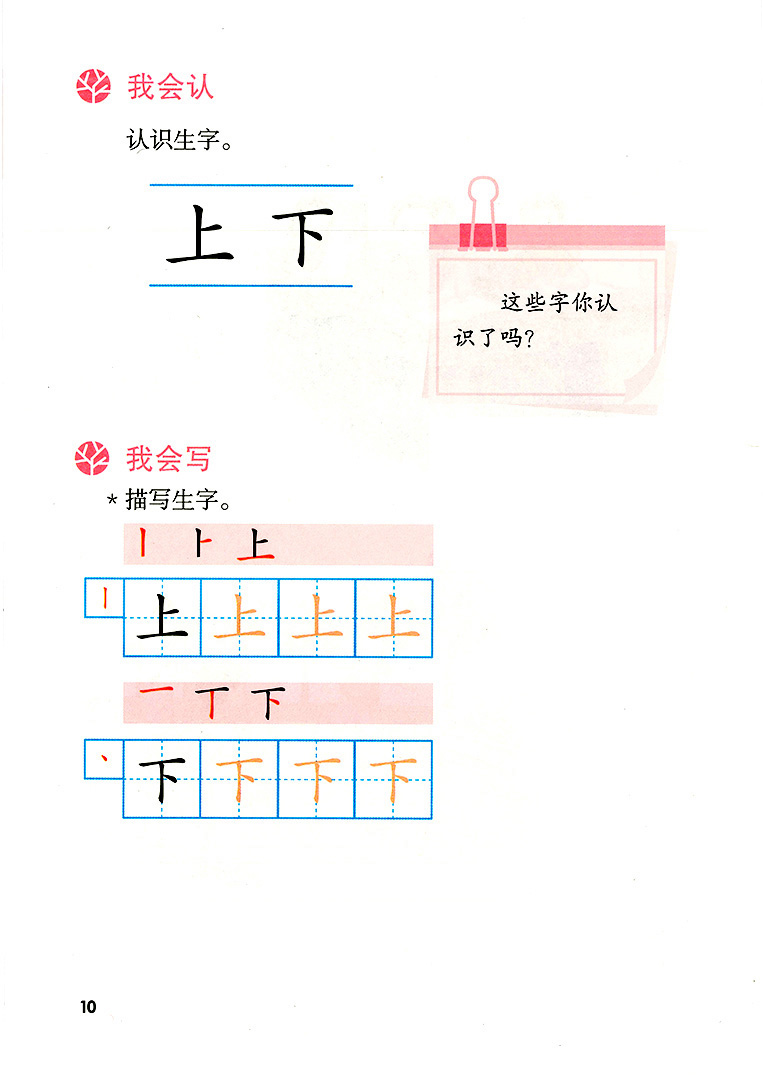 我会认
认识生字。
上 下
这些字你认
识了吗？
我会写
* 描写生字。
丨 ⺊ 上
丨 上 上 上 上
一 丅 下
丶 下 下 下 下
10